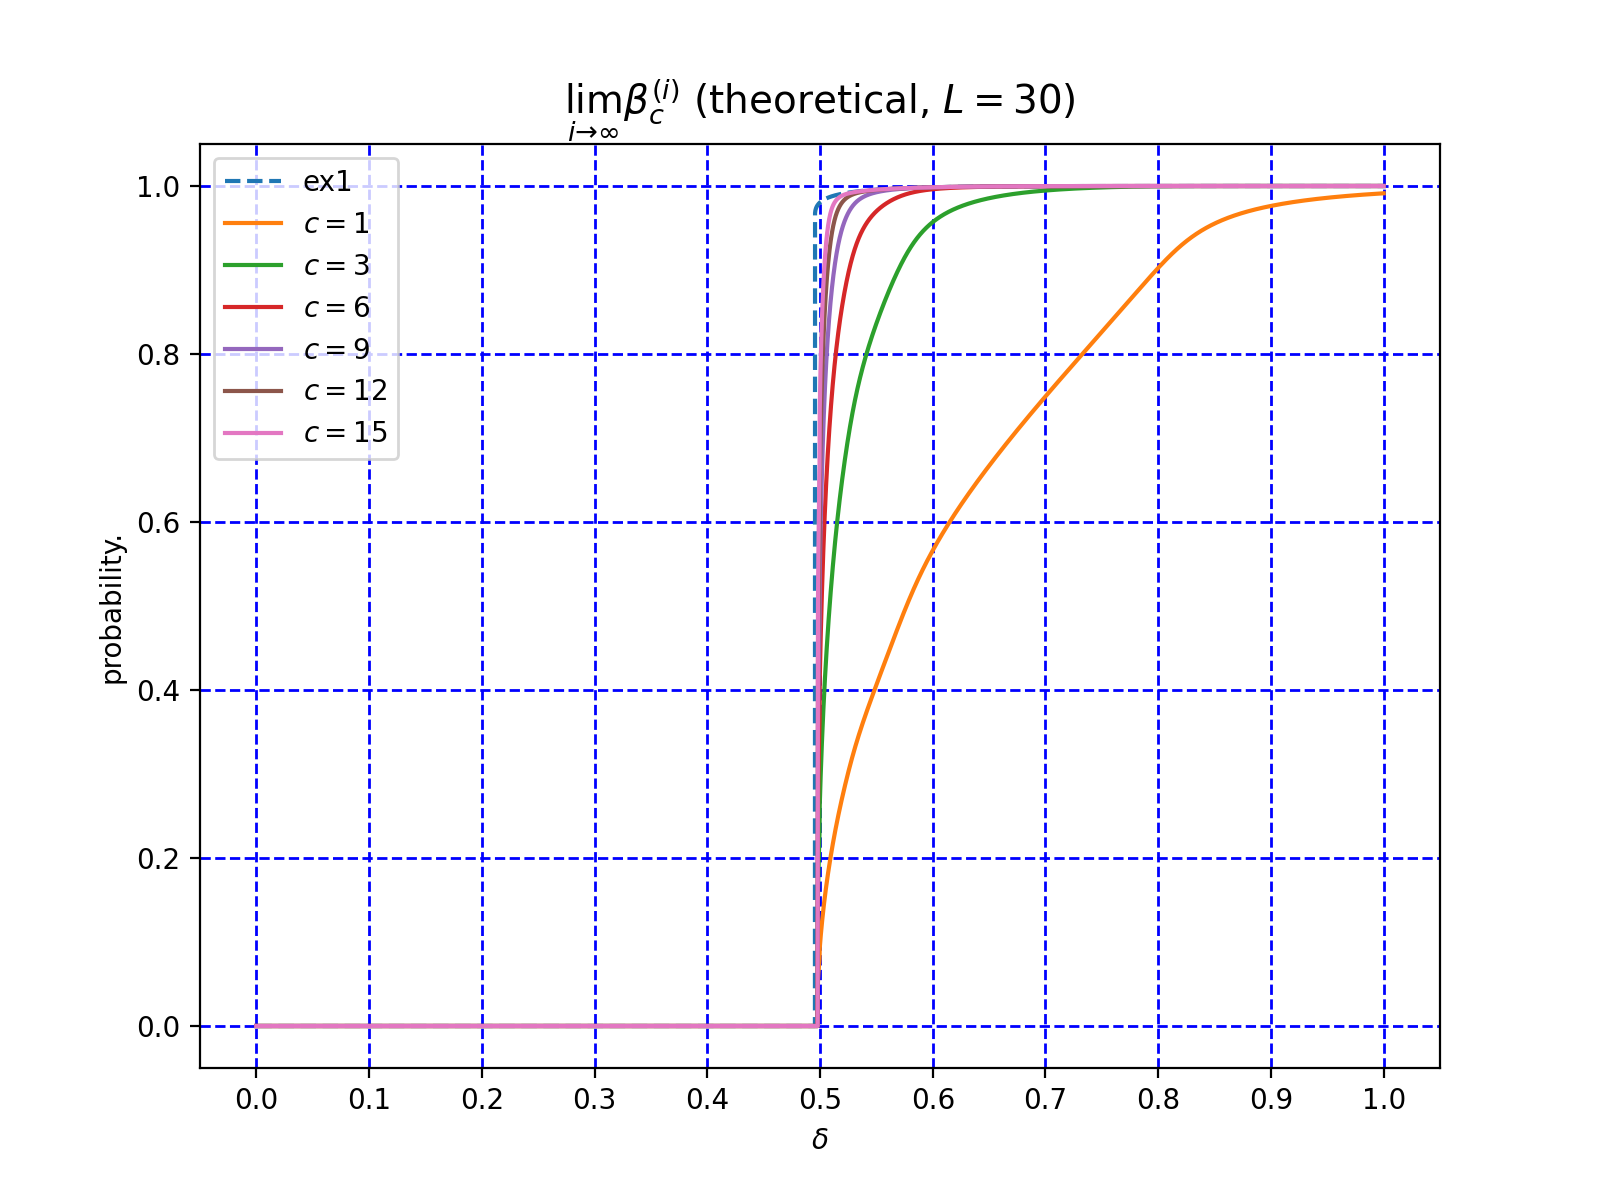 lim β_c^(i) (theoretical, L = 30)
i→∞
ex1
c = 1
c = 3
c = 6
c = 9
c = 12
c = 15
probability.
1.0
0.8
0.6
0.4
0.2
0.0
0.0 0.1 0.2 0.3 0.4 0.5 0.6 0.7 0.8 0.9 1.0
δ